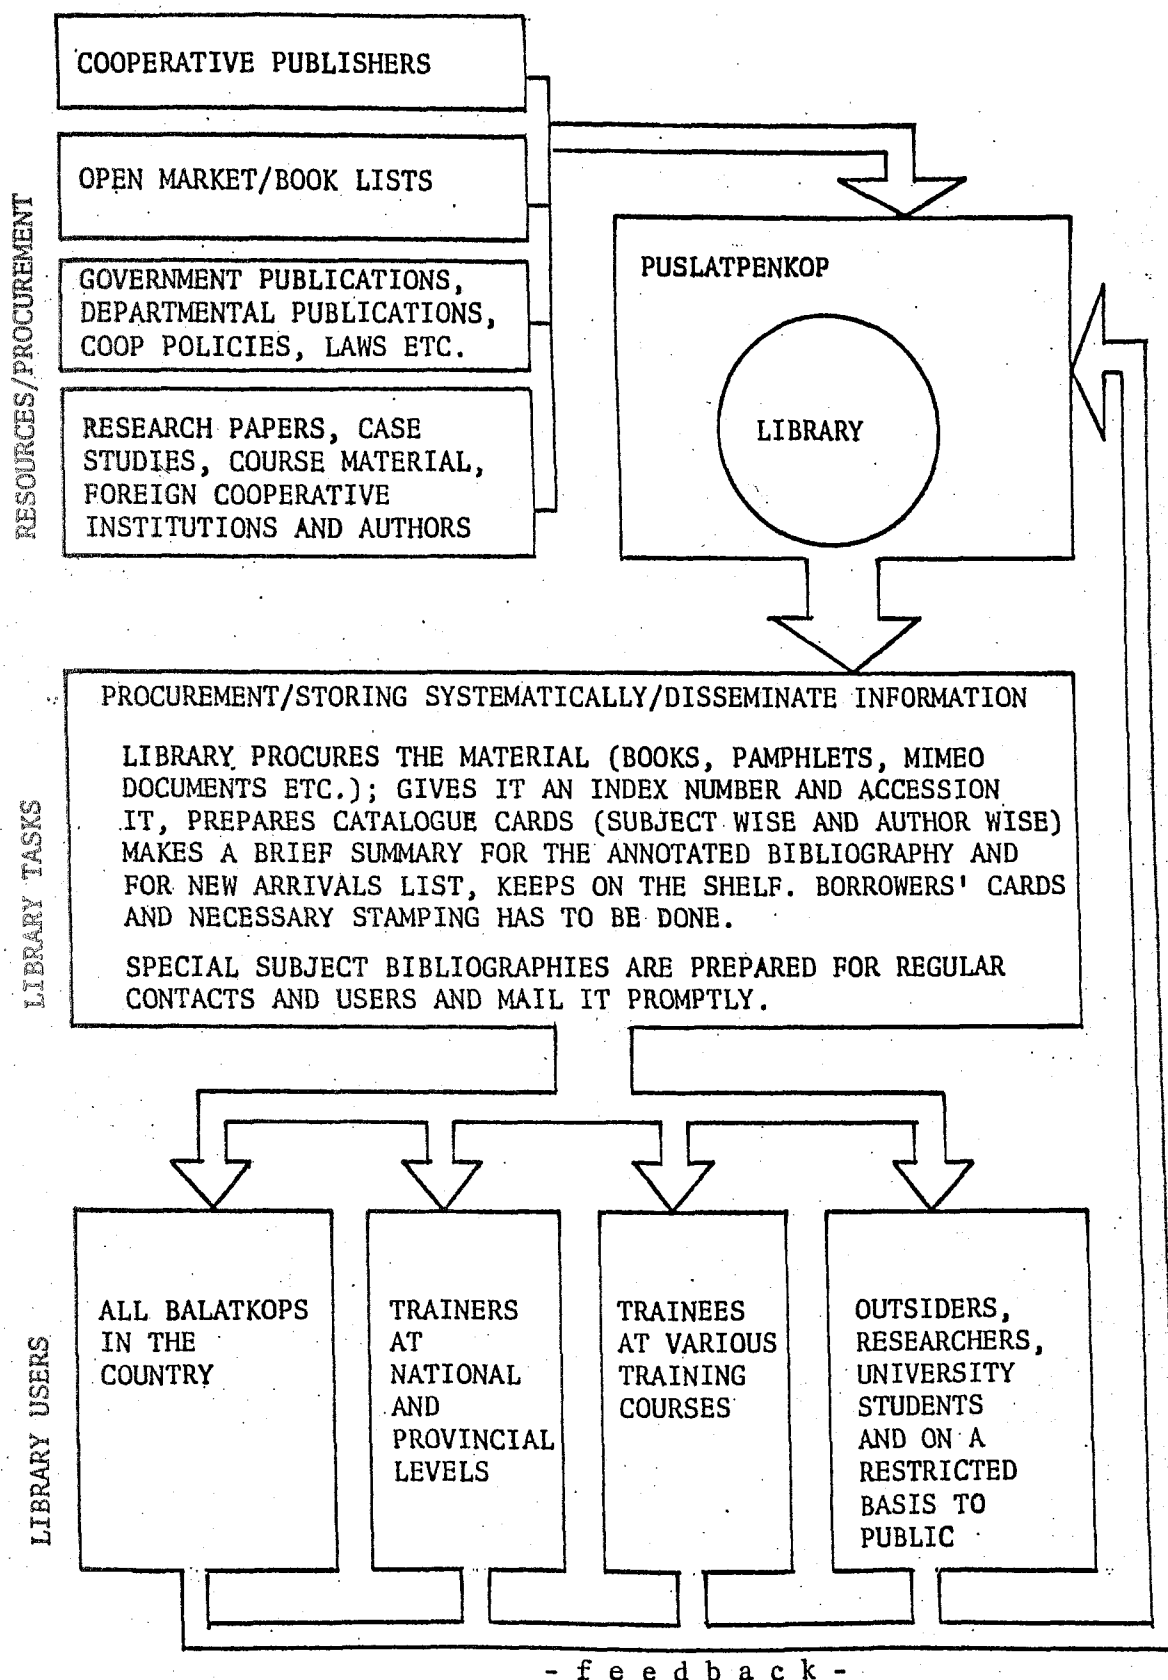 COOPERATIVE PUBLISHERS
OPEN MARKET/BOOK LISTS
GOVERNMENT PUBLICATIONS,
DEPARTMENTAL PUBLICATIONS,
COOP POLICIES, LAWS ETC.
RESEARCH PAPERS, CASE
STUDIES, COURSE MATERIAL,
FOREIGN COOPERATIVE
INSTITUTIONS AND AUTHORS
RESOURCES/PROCUREMENT
PUSLATPENKOP
LIBRARY
LIBRARY TASKS
PROCUREMENT/STORING SYSTEMATICALLY/DISSEMINATE INFORMATION
LIBRARY PROCURES THE MATERIAL (BOOKS, PAMPHLETS, MIMEO
DOCUMENTS ETC.); GIVES IT AN INDEX NUMBER AND ACCESSION
IT, PREPARES CATALOGUE CARDS (SUBJECT WISE AND AUTHOR WISE)
MAKES A BRIEF SUMMARY FOR THE ANNOTATED BIBLIOGRAPHY AND
FOR NEW ARRIVALS LIST, KEEPS ON THE SHELF. BORROWERS' CARDS
AND NECESSARY STAMPING HAS TO BE DONE.
SPECIAL SUBJECT BIBLIOGRAPHIES ARE PREPARED FOR REGULAR
CONTACTS AND USERS AND MAIL IT PROMPTLY.
LIBRARY USERS
ALL BALATKOPS
IN THE
COUNTRY
TRAINERS
AT
NATIONAL
AND
PROVINCIAL
LEVELS
TRAINEES
AT VARIOUS
TRAINING
COURSES
OUTSIDERS,
RESEARCHERS,
UNIVERSITY
STUDENTS
AND ON A
RESTRICTED
BASIS TO
PUBLIC
- f e e d b a c k -